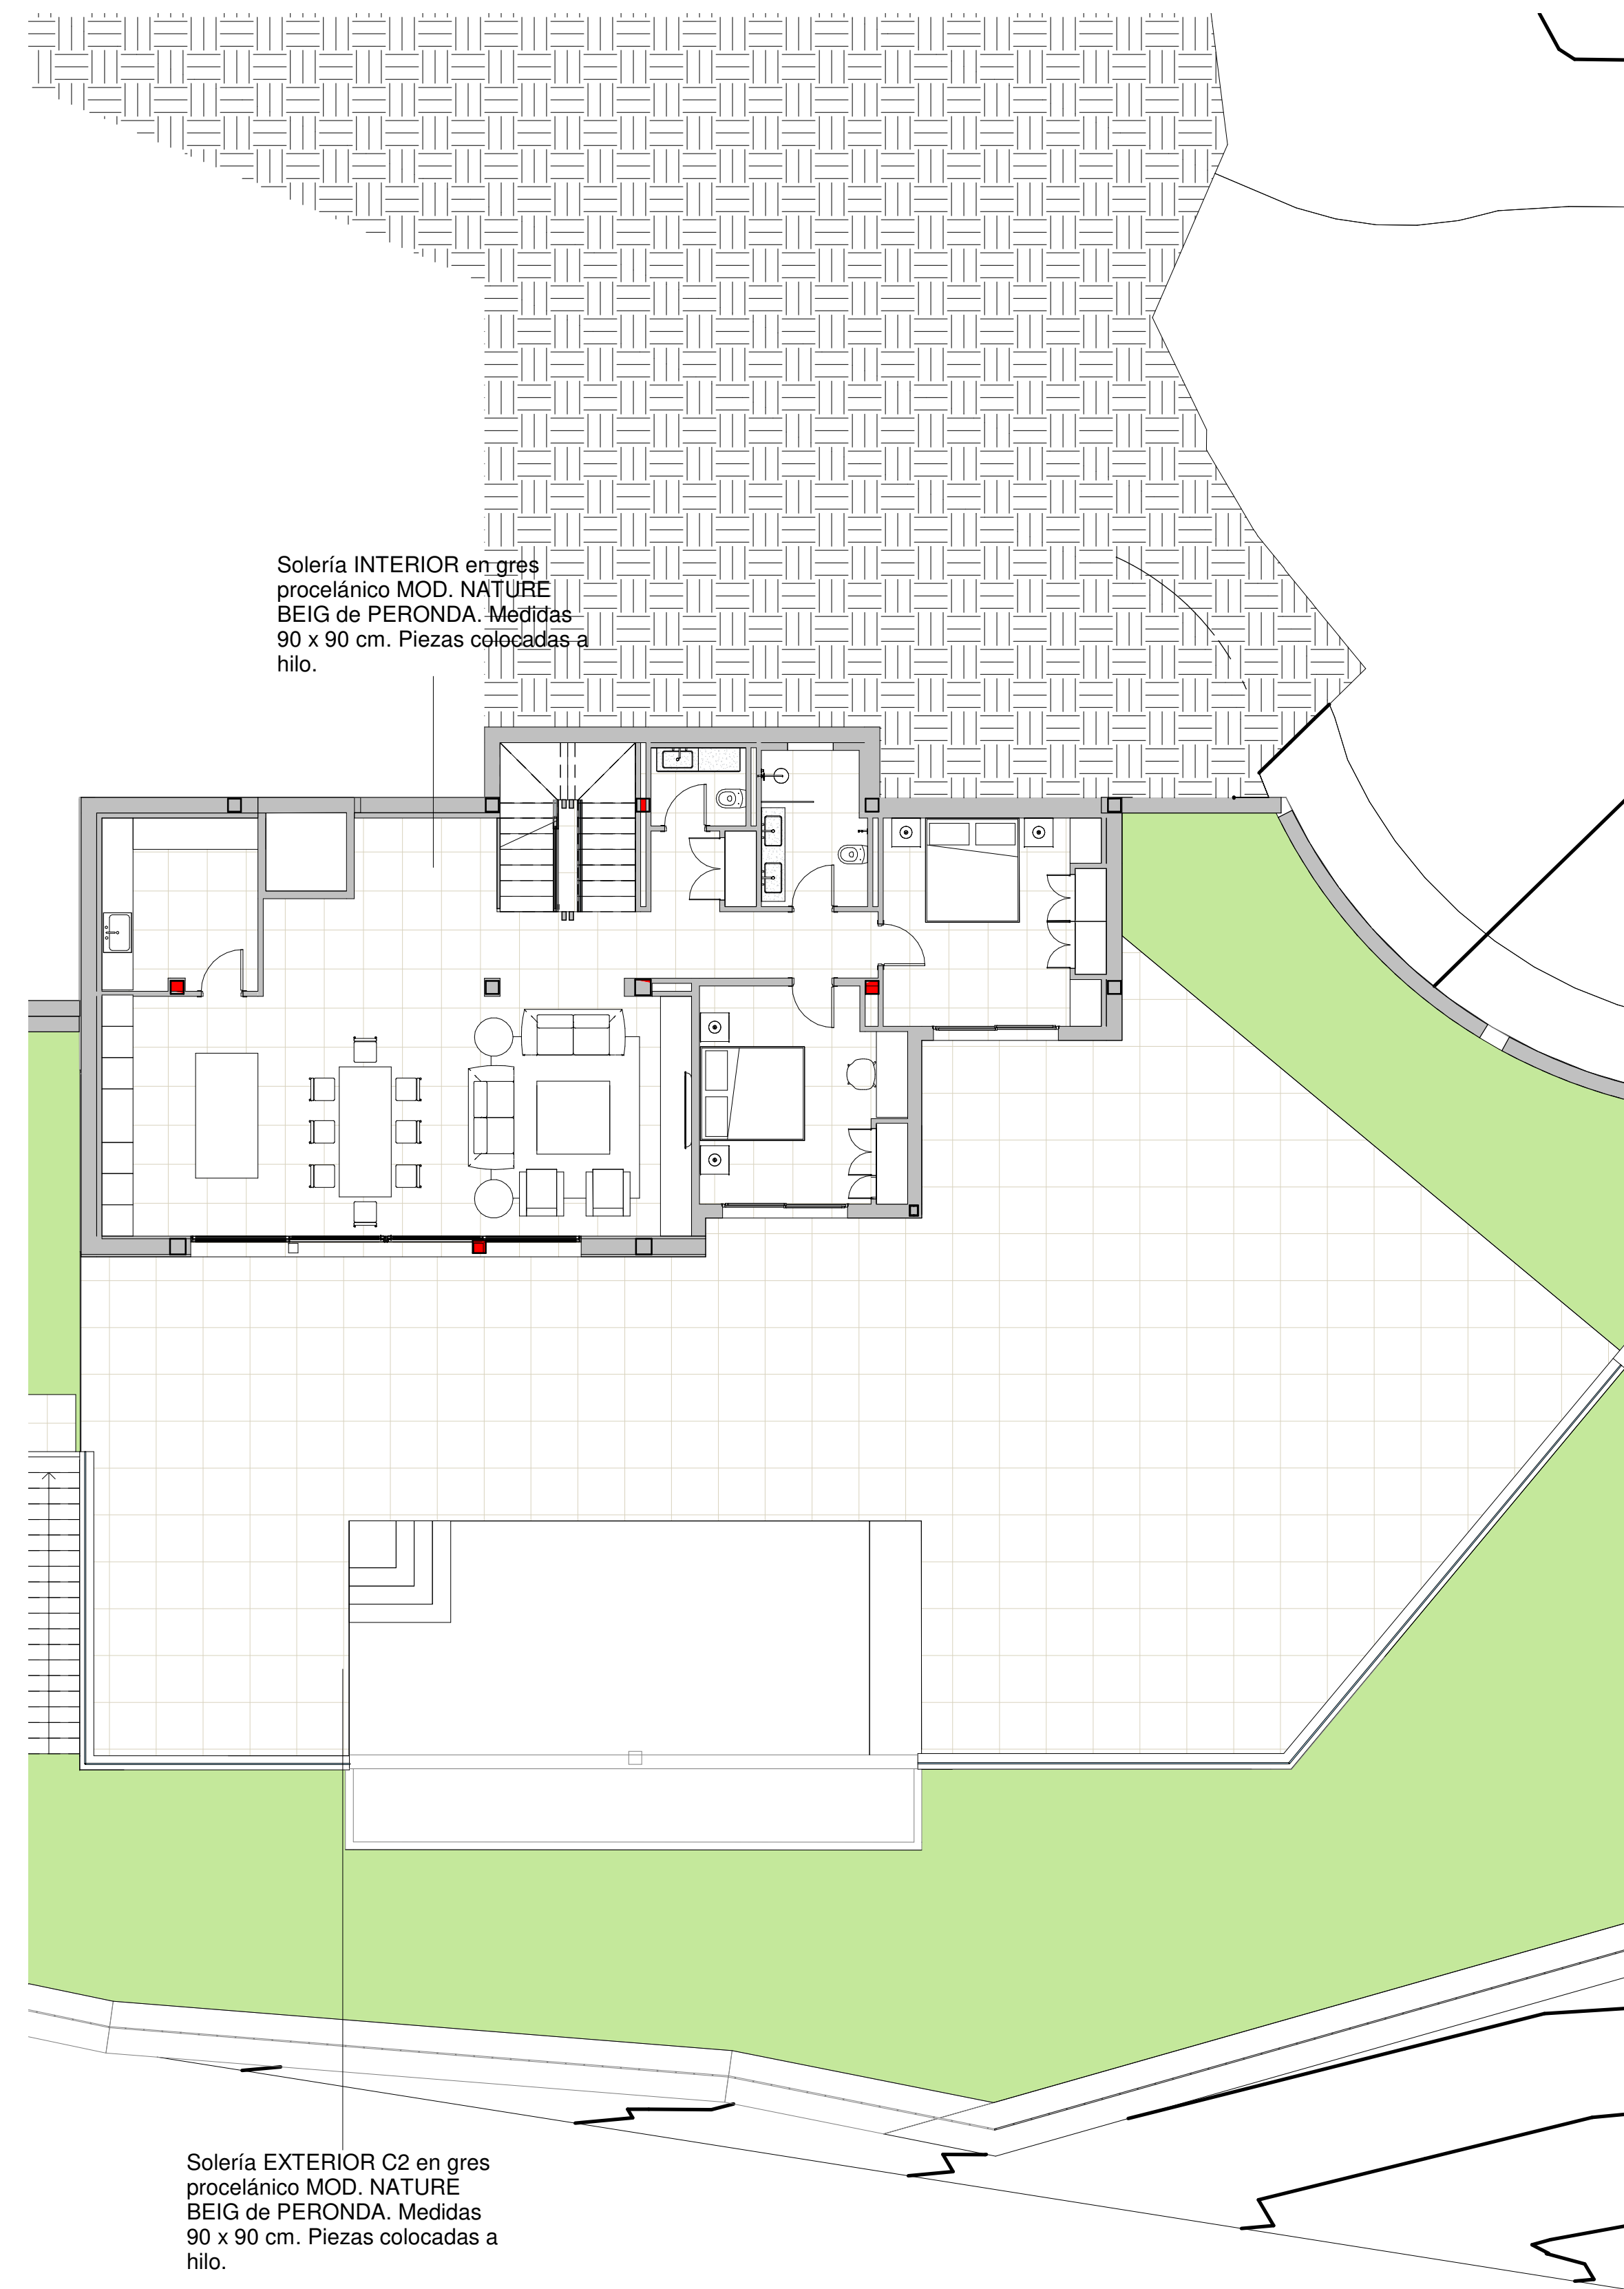 Solería INTERIOR en gres
procelánico MOD. NATURE
BEIG de PERONDA. Medidas
90 x 90 cm. Piezas colocadas a
hilo.
Solería EXTERIOR C2 en gres
procelánico MOD. NATURE
BEIG de PERONDA. Medidas
90 x 90 cm. Piezas colocadas a
hilo.